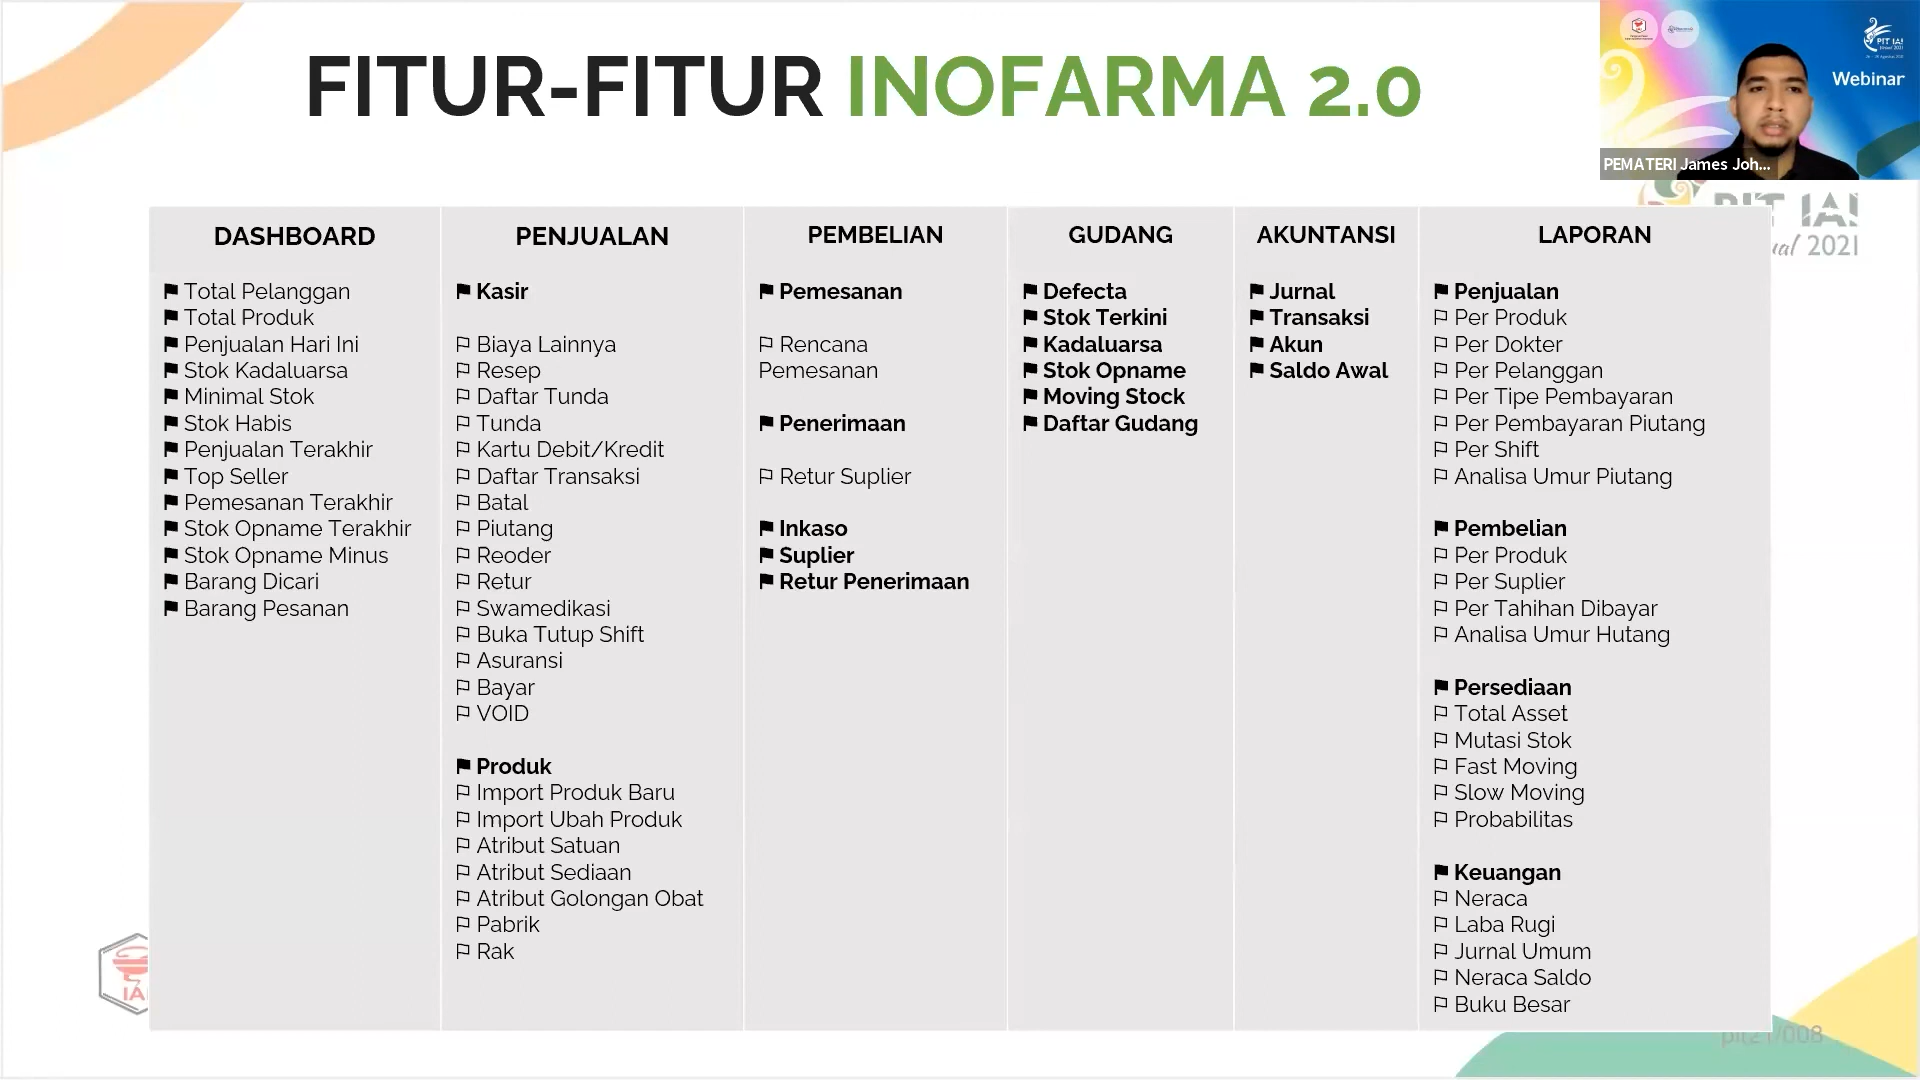 FITUR-FITUR INOFARMA 2.0
PIT IAI
2021
Webinar
PEMATERI James Joh...
PIT IAI
2021
DASHBOARD
Total Pelanggan
Total Produk
Penjualan Hari Ini
Stok Kadaluarsa
Minimal Stok
Stok Habis
Penjualan Terakhir
Top Seller
Pemesanan Terakhir
Stok Opname Terakhir
Stok Opname Minus
Barang Dicari
Barang Pesanan
PENJUALAN
Kasir
Biaya Lainnya
Resep
Daftar Tunda
Tunda
Kartu Debit/Kredit
Daftar Transaksi
Batal
Piutang
Reoder
Retur
Swamedikasi
Buka Tutup Shift
Asuransi
Bayar
VOID
Produk
Import Produk Baru
Import Ubah Produk
Atribut Satuan
Atribut Sediaan
Atribut Golongan Obat
Pabrik
Rak
PEMBELIAN
Pemesanan
Rencana
Pemesanan
Penerimaan
Retur Suplier
Inkaso
Suplier
Retur Penerimaan
GUDANG
Defecta
Stok Terkini
Kadaluarsa
Stok Opname
Moving Stock
Daftar Gudang
AKUNTANSI
Jurnal
Transaksi
Akun
Saldo Awal
LAPORAN
Penjualan
Per Produk
Per Dokter
Per Pelanggan
Per Tipe Pembayaran
Per Pembayaran Piutang
Per Shift
Analisa Umur Piutang
Pembelian
Per Produk
Per Suplier
Per Tahihan Dibayar
Analisa Umur Hutang
Persediaan
Total Asset
Mutasi Stok
Fast Moving
Slow Moving
Probabilitas
Keuangan
Neraca
Laba Rugi
Jurnal Umum
Neraca Saldo
Buku Besar
IA
pit21/008